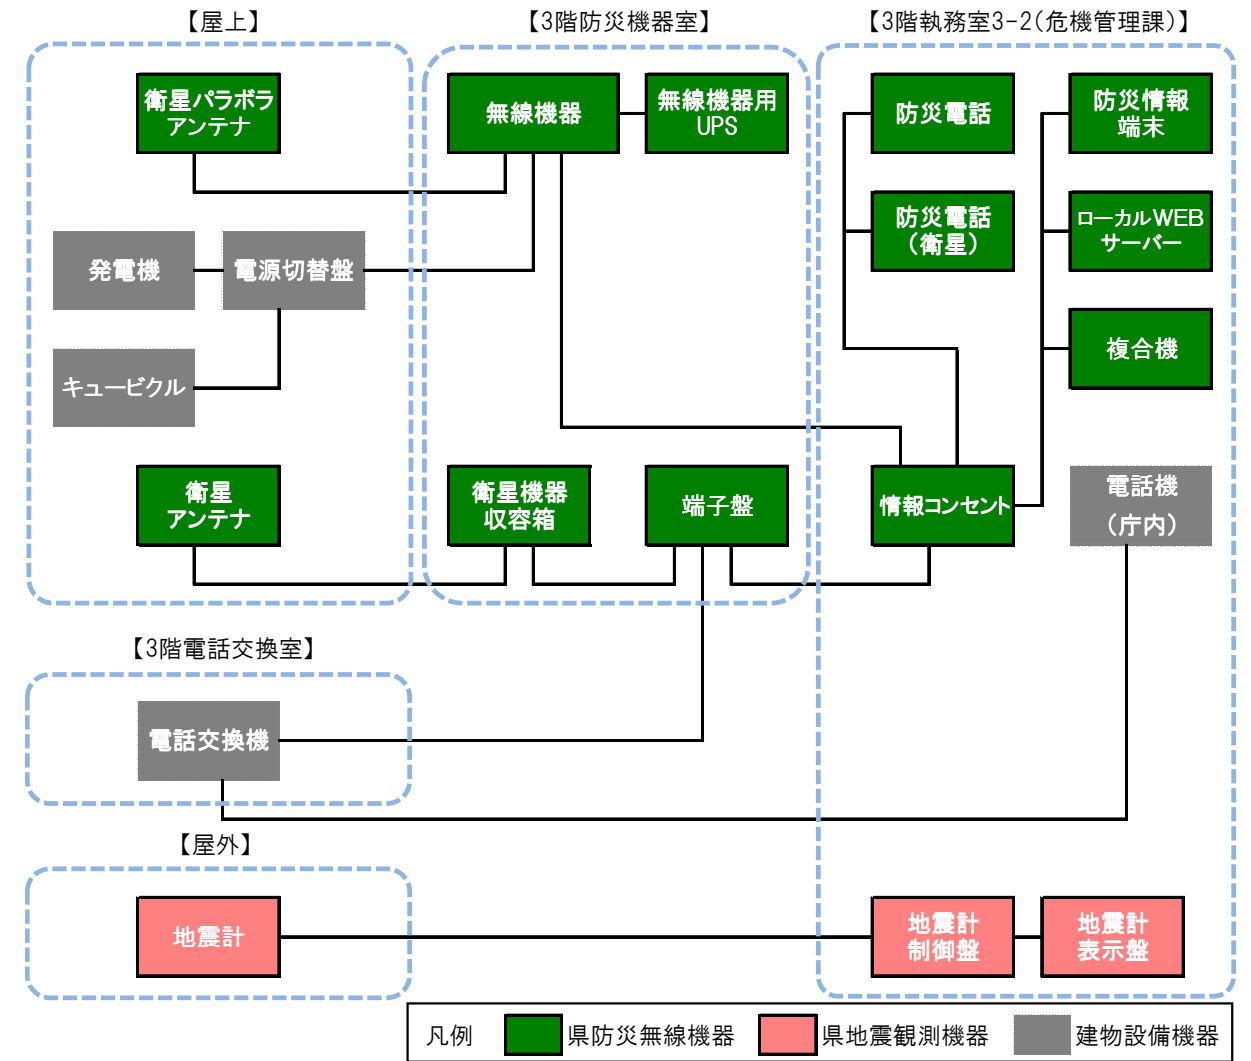 【屋上】
【3階防災機器室】
【3階執務室3-2(危機管理課)】
衛星パラボラ
アンテナ
無線機器
無線機器用
UPS
防災電話
防災情報
端末
防災電話
(衛星)
ローカルWEB
サーバー
発電機
電源切替盤
複合機
キュービクル
衛星
アンテナ
衛星機器
収容箱
端子盤
情報コンセント
電話機
(庁内)
【3階電話交換室】
電話交換機
【屋外】
地震計
地震計
制御盤
地震計
表示盤
凡例
県防災無線機器
県地震観測機器
建物設備機器